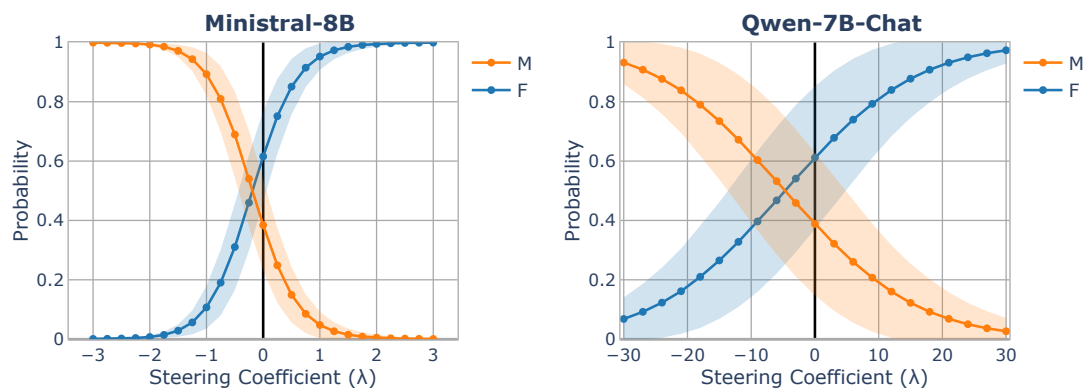 Ministral-8B
Qwen-7B-Chat
1
0.8
0.6
0.4
0.2
0
Probability
−3
−2
−1
0
1
2
3
Steering Coefficient (λ)
M
F
1
0.8
0.6
0.4
0.2
0
Probability
−30
−20
−10
0
10
20
30
Steering Coefficient (λ)
M
F